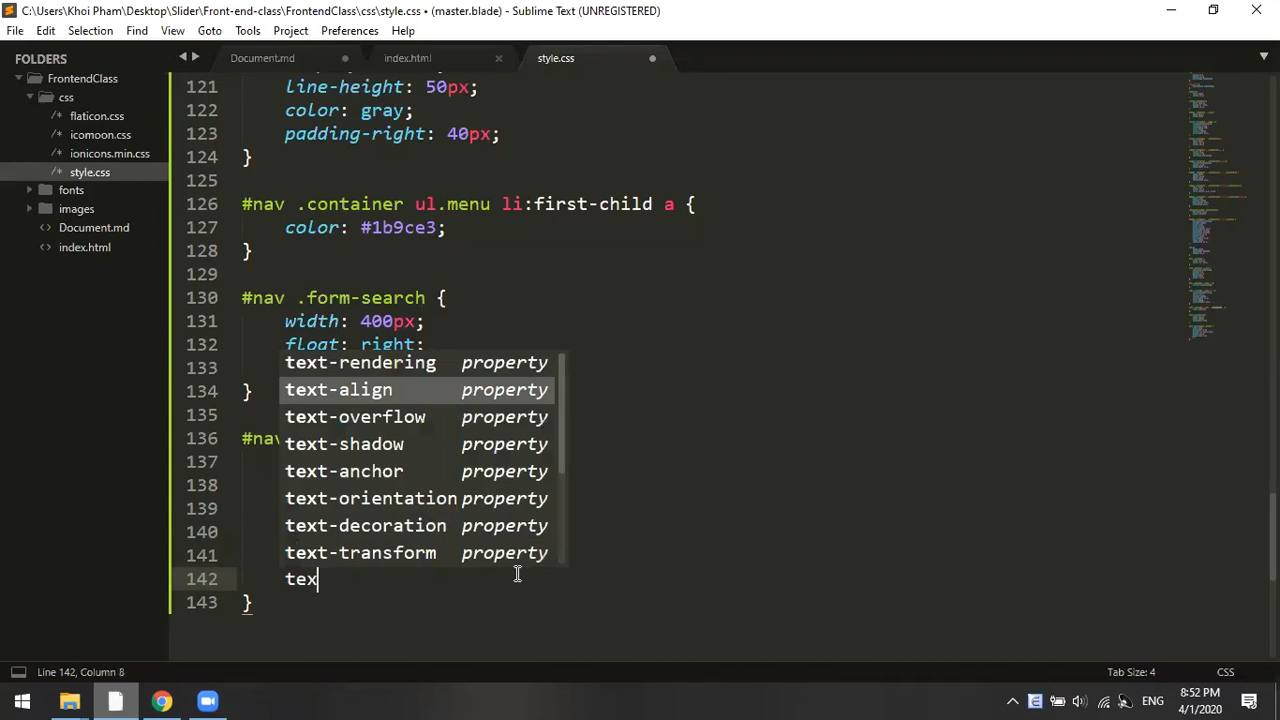 C:\Users\Khoi Pham\Desktop\Slider\Front-end-class\FrontendClass\css\style.css • (master.blade) - Sublime Text (UNREGISTERED)
File Edit Selection Find View Goto Tools Project Preferences Help
FOLDERS
FrontendClass
css
/* flaticon.css
/* icomoon.css
/* ionicons.min.css
/* style.css
fonts
images
<> Document.md
<> index.html
Document.md index.html style.css
121 line-height: 50px;
122 color: gray;
123 padding-right: 40px;
124 }
125
126 #nav .container ul.menu li:first-child a {
127 color: #1b9ce3;
128 }
129
130 #nav .form-search {
131 width: 400px;
132 float: right;
133
134 }
135
136 #nav
137
138
139
140
141
142 tex
143 }
text-rendering property
text-align property
text-overflow property
text-shadow property
text-anchor property
text-orientation property
text-decoration property
text-transform property
Line 142, Column 8 Tab Size: 4 CSS
ENG 8:52 PM
4/1/2020